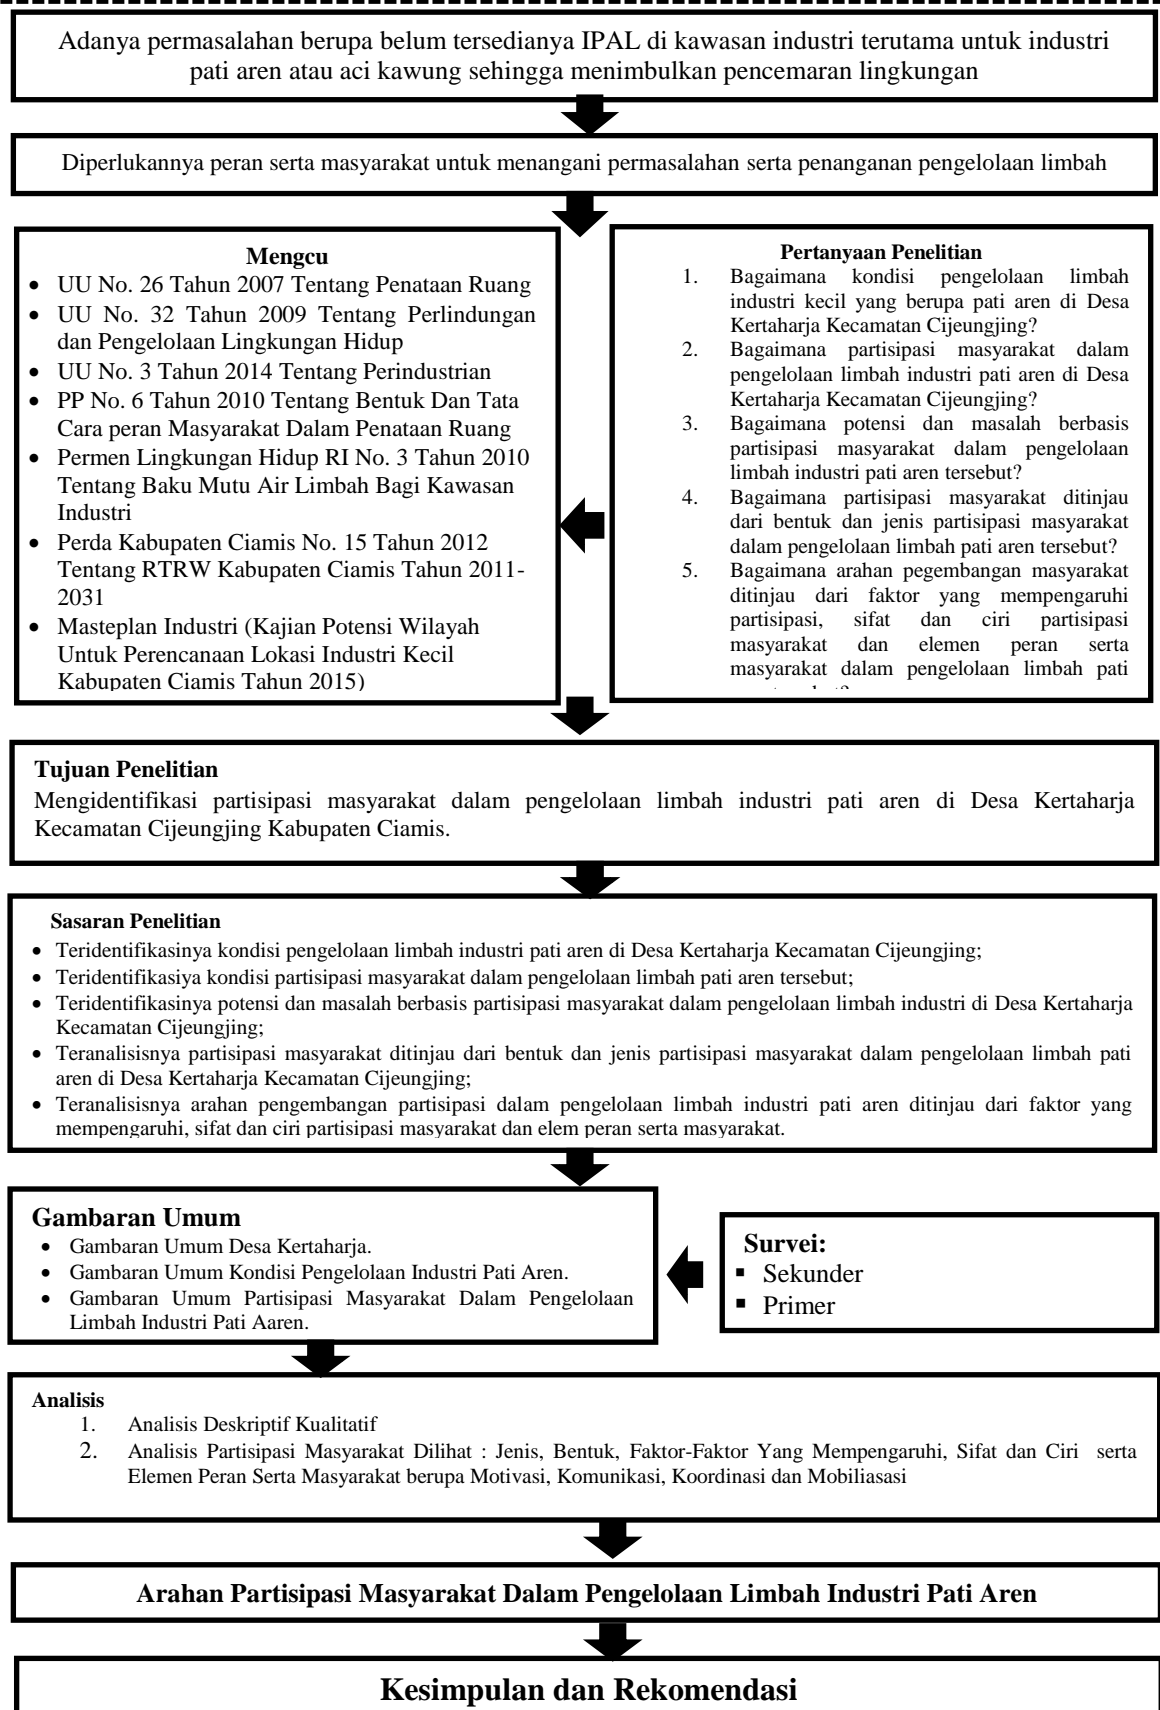 Adanya permasalahan berupa belum tersedianya IPAL di kawasan industri terutama untuk industri
pati aren atau aci kawung sehingga menimbulkan pencemaran lingkungan
Diperlukannya peran serta masyarakat untuk menangani permasalahan serta penanganan pengelolaan limbah
Mengcu
• UU No. 26 Tahun 2007 Tentang Penataan Ruang
• UU No. 32 Tahun 2009 Tentang Perlindungan
dan Pengelolaan Lingkungan Hidup
• UU No. 3 Tahun 2014 Tentang Perindustrian
• PP No. 6 Tahun 2010 Tentang Bentuk Dan Tata
Cara peran Masyarakat Dalam Penataan Ruang
• Permen Lingkungan Hidup RI No. 3 Tahun 2010
Tentang Baku Mutu Air Limbah Bagi Kawasan
Industri
• Perda Kabupaten Ciamis No. 15 Tahun 2012
Tentang RTRW Kabupaten Ciamis Tahun 2011-
2031
• Masteplan Industri (Kajian Potensi Wilayah
Untuk Perencanaan Lokasi Industri Kecil
Kabupaten Ciamis Tahun 2015)
Pertanyaan Penelitian
1. Bagaimana kondisi pengelolaan limbah
industri kecil yang berupa pati aren di Desa
Kertaharja Kecamatan Cijeungjing?
2. Bagaimana partisipasi masyarakat dalam
pengelolaan limbah industri pati aren di Desa
Kertaharja Kecamatan Cijeungjing?
3. Bagaimana potensi dan masalah berbasis
partisipasi masyarakat dalam pengelolaan
limbah industri pati aren tersebut?
4. Bagaimana partisipasi masyarakat ditinjau
dari bentuk dan jenis partisipasi masyarakat
dalam pengelolaan limbah pati aren tersebut?
5. Bagaimana arahan pegembangan masyarakat
ditinjau dari faktor yang mempengaruhi
partisipasi, sifat dan ciri partisipasi
masyarakat dan elemen peran serta
masyarakat dalam pengelolaan limbah pati
Tujuan Penelitian
Mengidentifikasi partisipasi masyarakat dalam pengelolaan limbah industri pati aren di Desa Kertaharja
Kecamatan Cijeungjing Kabupaten Ciamis.
Sasaran Penelitian
• Teridentifikasinya kondisi pengelolaan limbah industri pati aren di Desa Kertaharja Kecamatan Cijeungjing;
• Teridentifikasiya kondisi partisipasi masyarakat dalam pengelolaan limbah pati aren tersebut;
• Teridentifikasinya potensi dan masalah berbasis partisipasi masyarakat dalam pengelolaan limbah industri di Desa Kertaharja
Kecamatan Cijeungjing;
• Teranalisisnya partisipasi masyarakat ditinjau dari bentuk dan jenis partisipasi masyarakat dalam pengelolaan limbah pati
aren di Desa Kertaharja Kecamatan Cijeungjing;
• Teranalisisnya arahan pengembangan partisipasi dalam pengelolaan limbah industri pati aren ditinjau dari faktor yang
mempengaruhi, sifat dan ciri partisipasi masyarakat dan elem peran serta masyarakat.
Gambaran Umum
• Gambaran Umum Desa Kertaharja.
• Gambaran Umum Kondisi Pengelolaan Industri Pati Aren.
• Gambaran Umum Partisipasi Masyarakat Dalam Pengelolaan
Limbah Industri Pati Aaren.
Survei:
▪ Sekunder
▪ Primer
Analisis
1. Analisis Deskriptif Kualitatif
2. Analisis Partisipasi Masyarakat Dilihat : Jenis, Bentuk, Faktor-Faktor Yang Mempengaruhi, Sifat dan Ciri serta
Elemen Peran Serta Masyarakat berupa Motivasi, Komunikasi, Koordinasi dan Mobiliasasi
Arahan Partisipasi Masyarakat Dalam Pengelolaan Limbah Industri Pati Aren
Kesimpulan dan Rekomendasi